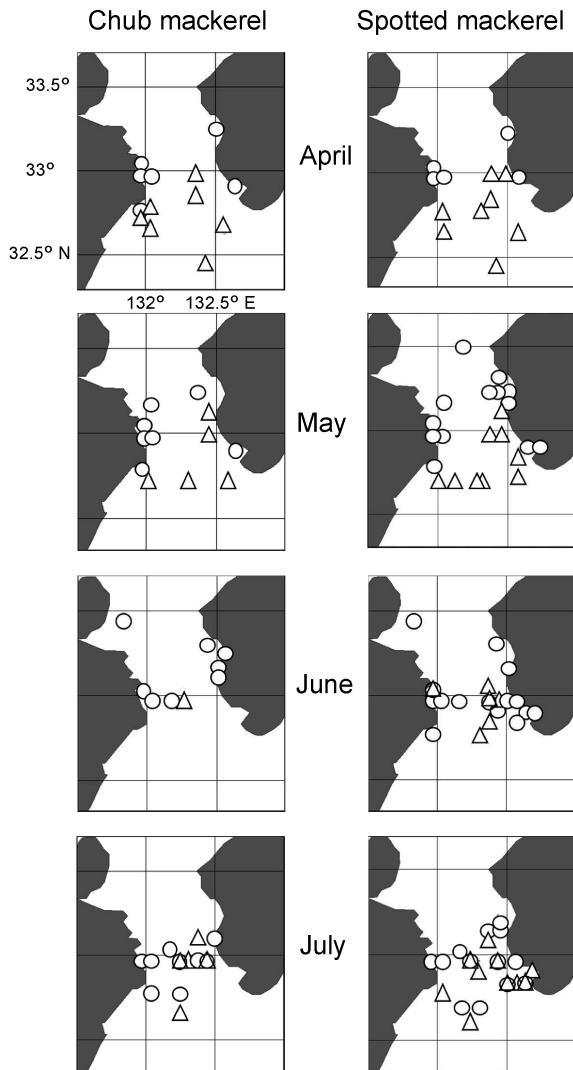 Chub mackerel
Spotted mackerel
33.5°
33°
April
32.5° N
132°
132.5° E
May
June
July